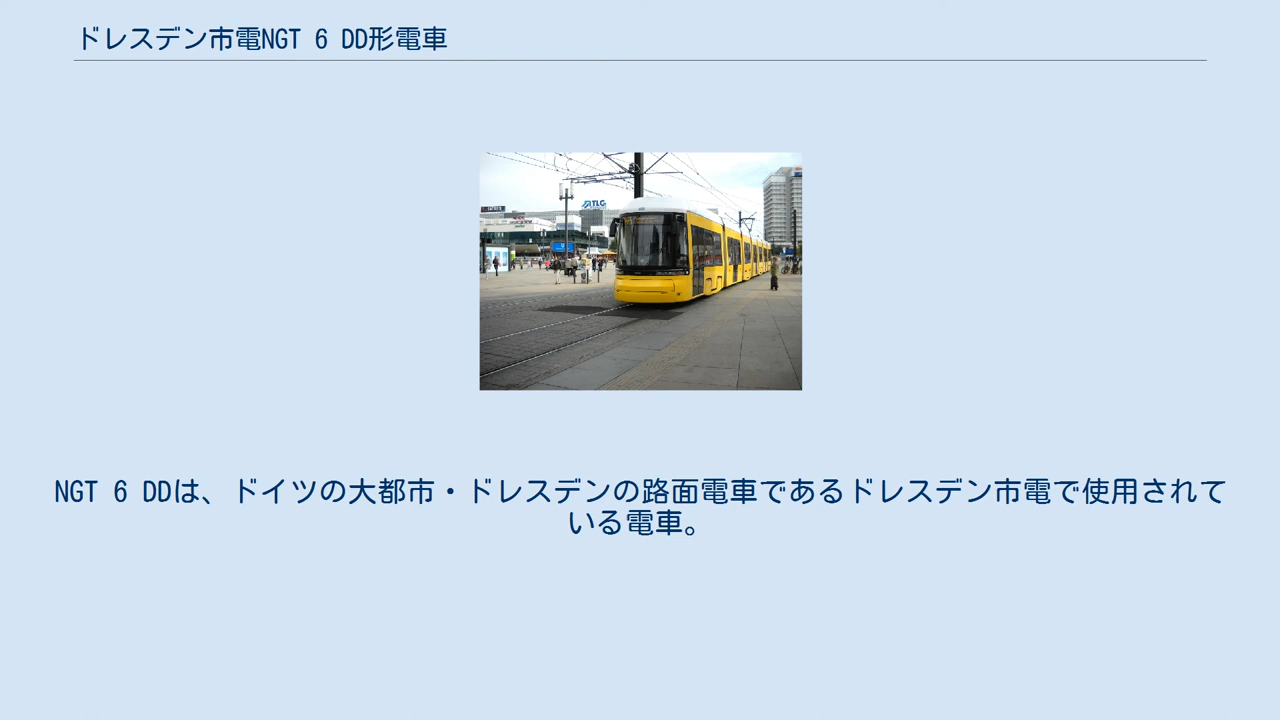 ドレスデン市電NGT 6 DD形電車
TLG
NGT 6 DDは、ドイツの大都市・ドレスデンの路面電車であるドレスデン市電で使用されて
いる電車。